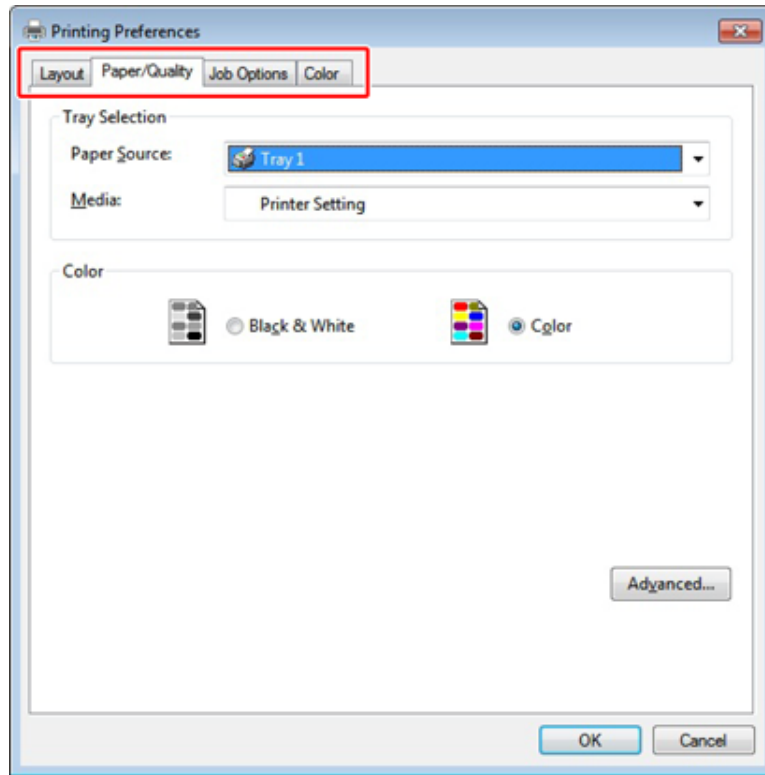 Printing Preferences
Layout Paper/Quality Job Options Color
Tray Selection
Paper Source: Tray 1
Media: Printer Setting
Color
Black & White Color
Advanced...
OK Cancel